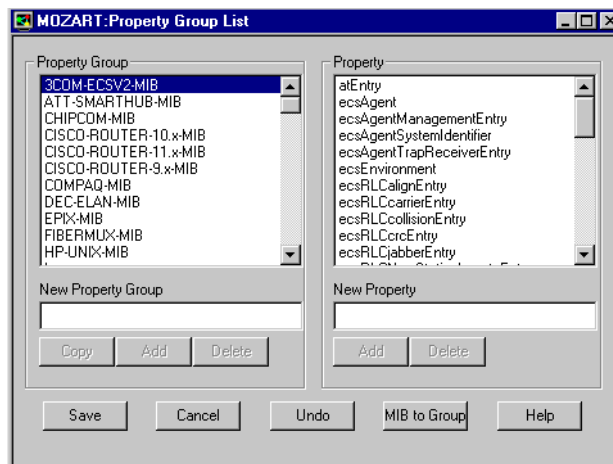 MOZART:Property Group List
Property Group
3COM-ECSV2-MIB
ATT-SMARTHUB-MIB
CHIPCOM-MIB
CISCO-ROUTER-10.x-MIB
CISCO-ROUTER-11.x-MIB
CISCO-ROUTER-9.x-MIB
COMPAQ-MIB
DEC-ELAN-MIB
EPIX-MIB
FIBERMUX-MIB
HP-UNIX-MIB
New Property Group
Copy Add Delete
Property
atEntry
ecsAgent
ecsAgentManagementEntry
ecsAgentSystemIdentifier
ecsAgentTrapReceiverEntry
ecsEnvironment
ecsRLCalignEntry
ecsRLCcarrierEntry
ecsRLCcollisionEntry
ecsRLCcrcEntry
ecsRLCjabberEntry
New Property
Add Delete
Save Cancel Undo MIB to Group Help